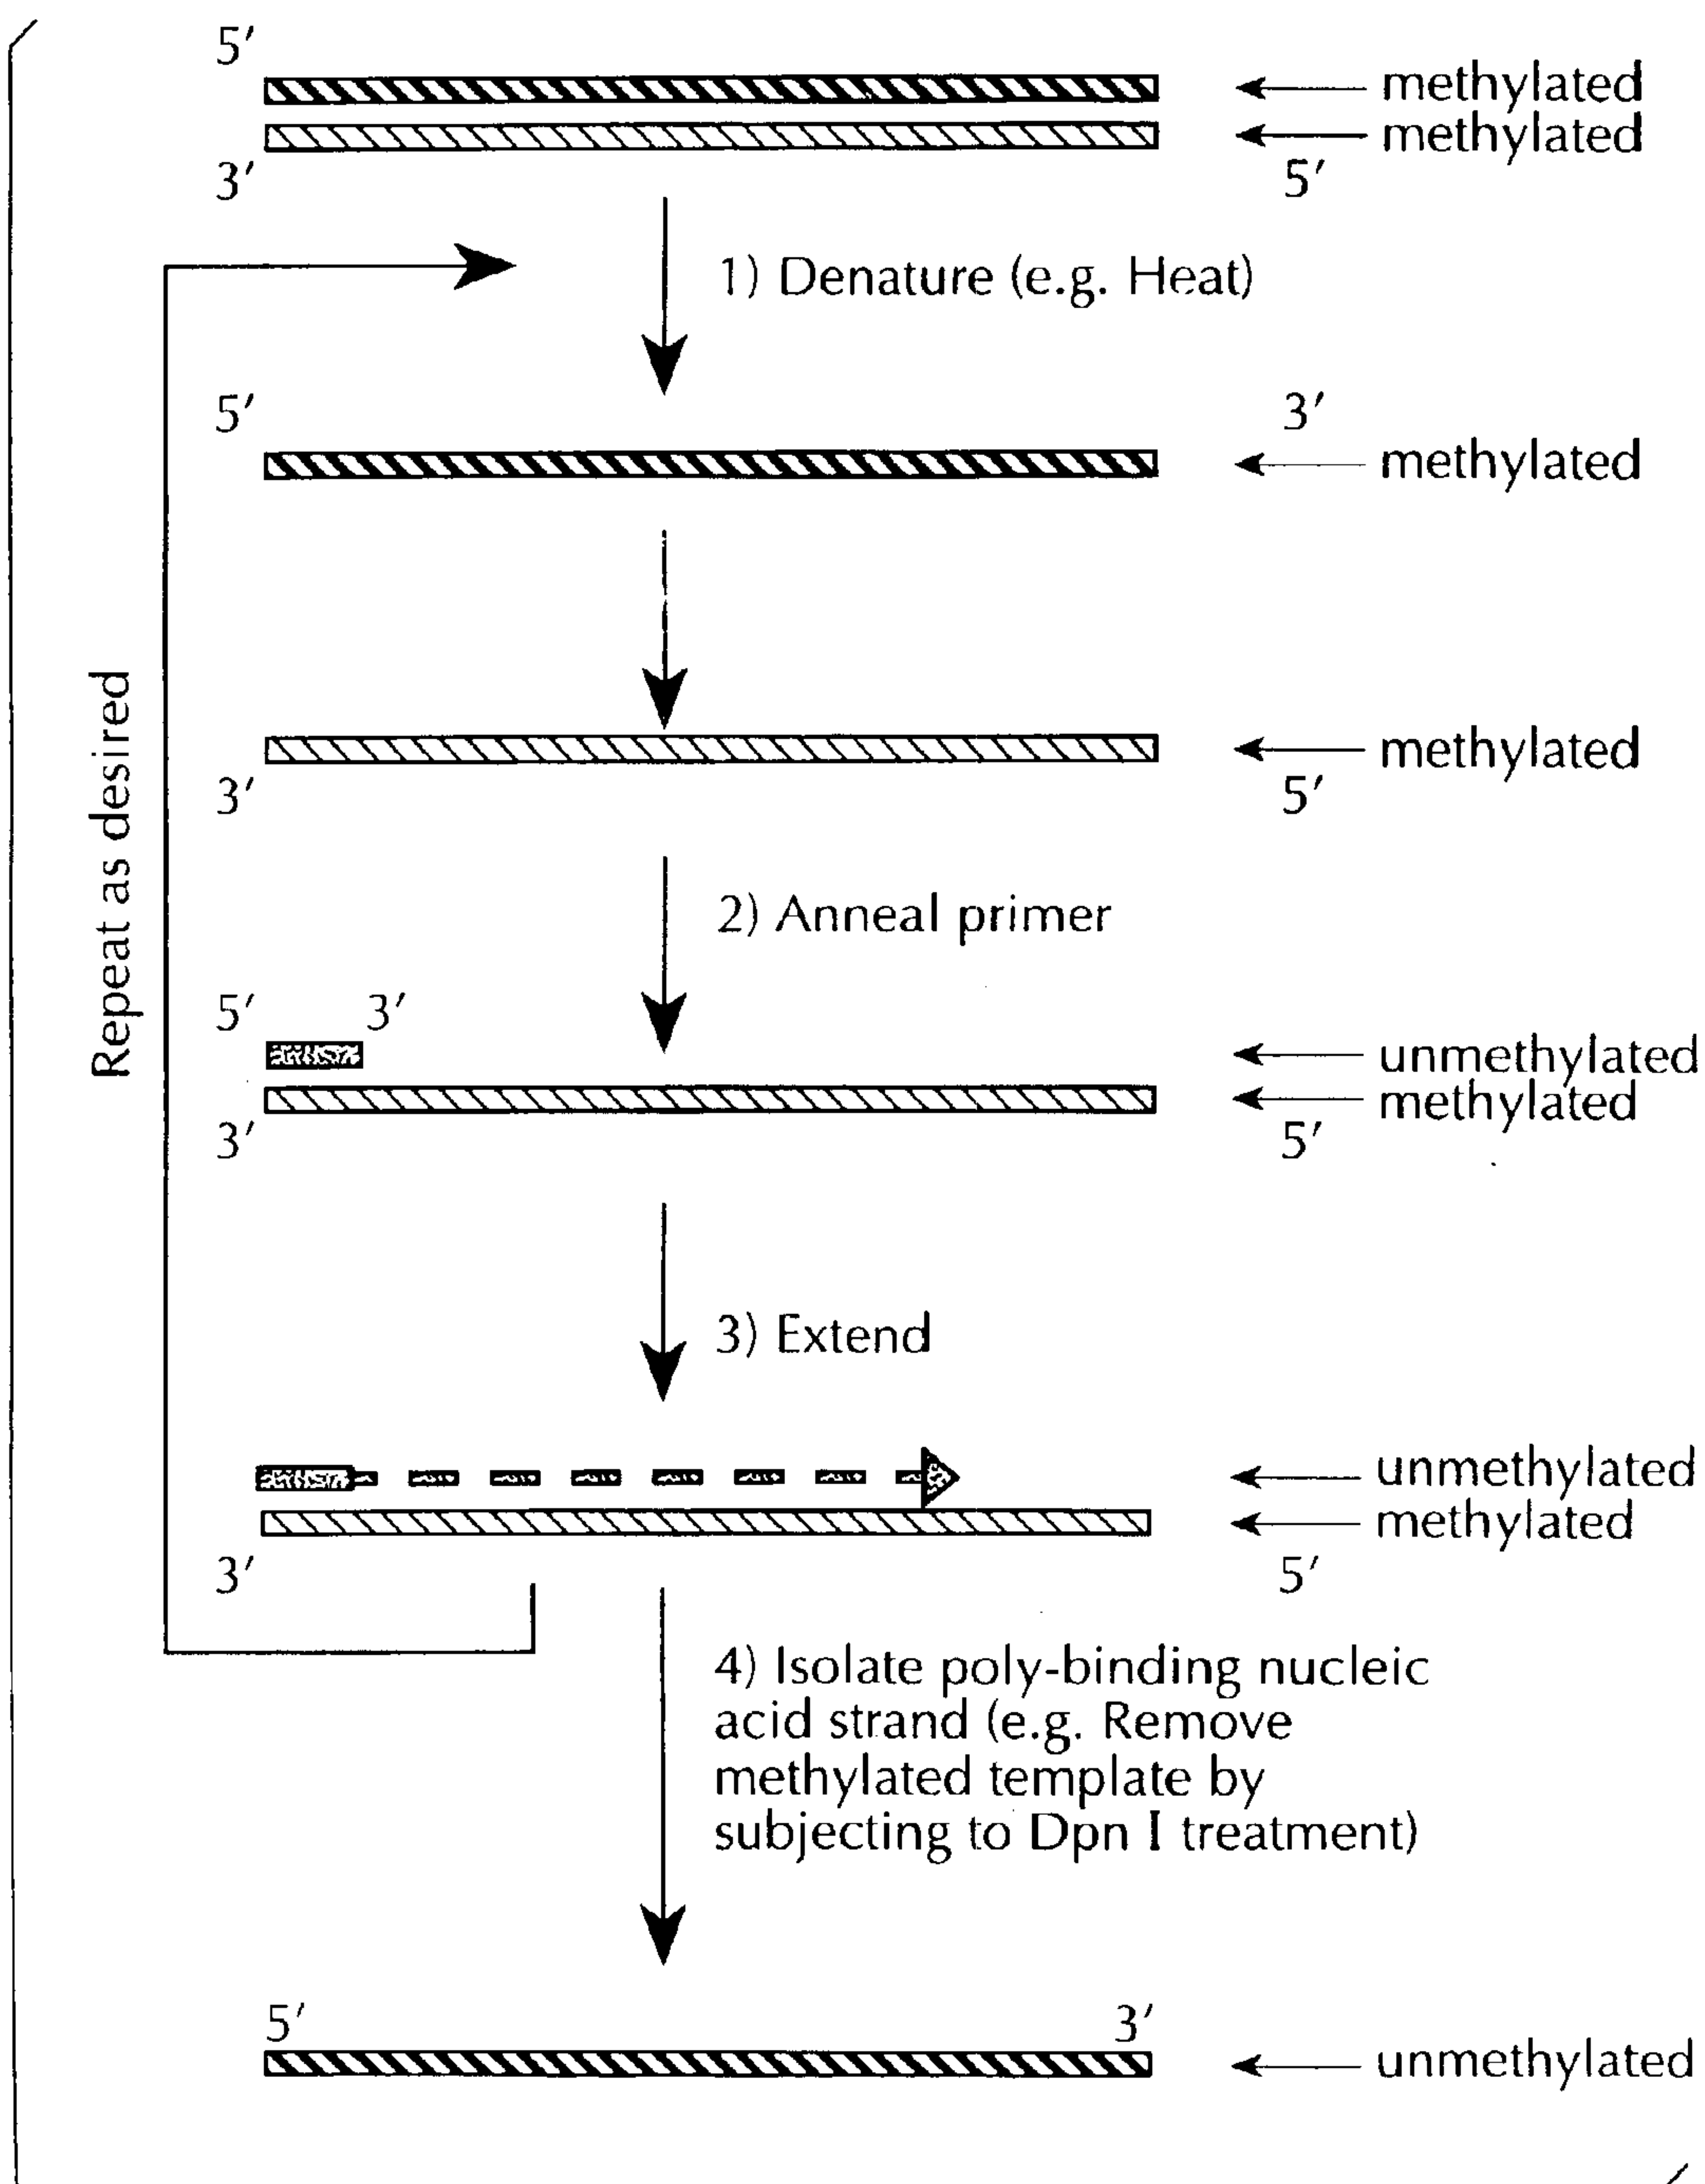 5′
methylated
methylated
3′
5′
1) Denature (e.g. Heat)
5′
3′
methylated
methylated
3′
5′
2) Anneal primer
Repeat as desired
5′
3′
unmethylated
methylated
3′
5′
3) Extend
unmethylated
methylated
3′
5′
4) Isolate poly-binding nucleic
acid strand (e.g. Remove
methylated template by
subjecting to Dpn I treatment)
5′
3′
unmethylated